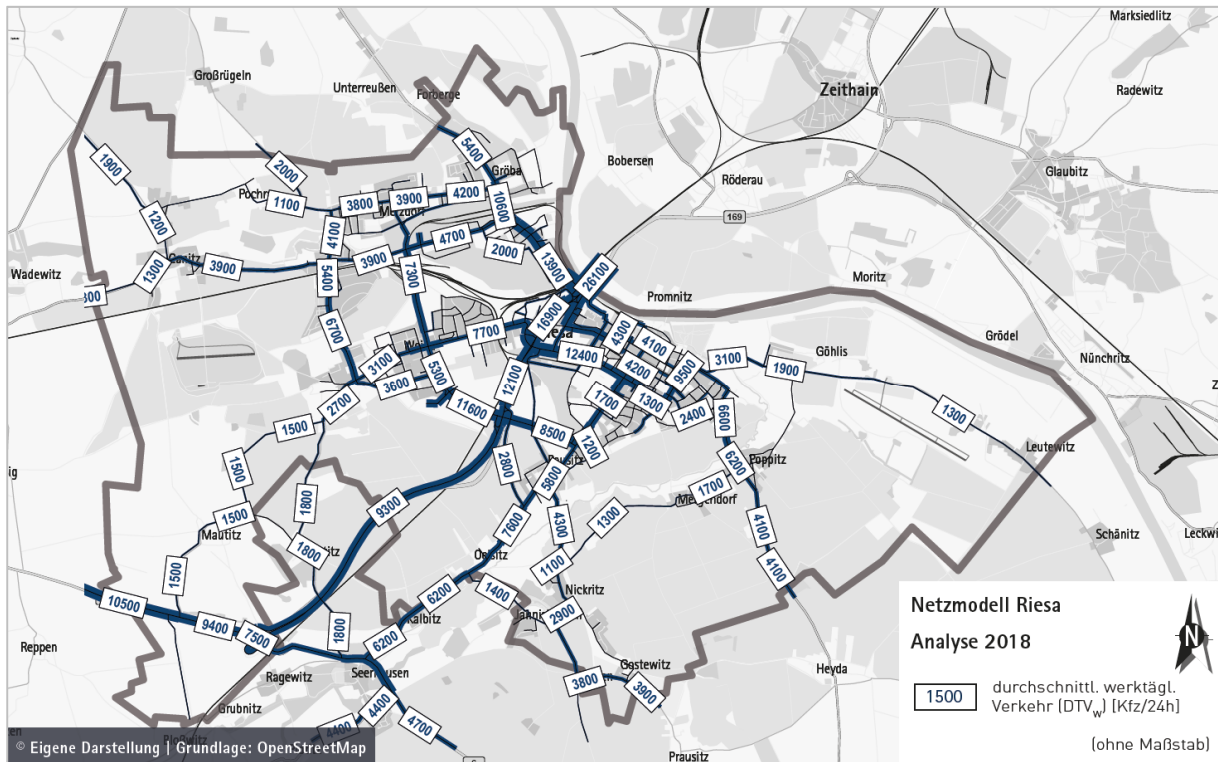 Marksiedlitz
Großrügeln
Unterreußen
Forberge
Zeithain
Radewitz
1900
2000
5400
Gröba
Bobersen
Röderau
Glaubitz
1100
3800
3900
4200
10600
169
1200
4100
4700
2000
1300
3900
3900
5400
7300
13900
26100
Wadewitz
Moritz
Promnitz
16900
4300
6700
7700
4100
Grödel
Göhlis
Nünchritz
3100
12400
4200
9500
3100
1900
3600
5300
12100
2700
11600
1700
1300
2400
6600
1300
1500
8500
1200
Leutewitz
1500
2800
5800
6200
Poppitz
1700
Mergendorf
1800
9300
1500
Mautitz
7600
4300
1300
4100
Schänitz
1800
Oelsitz
1500
1100
4100
10500
6200
1400
Nickritz
9400
7500
1800
Kalbitz
2900
6200
Reppen
Ragewitz
Seerhausen
Gostewitz
Heyda
3800
3900
Grubnitz
4400
4400
4700
Prausitz
Netzmodell Riesa
Analyse 2018
1500
durchschnittl. werktägl.
Verkehr (DTVw) [Kfz/24h]
(ohne Maßstab)
N
© Eigene Darstellung | Grundlage: OpenStreetMap